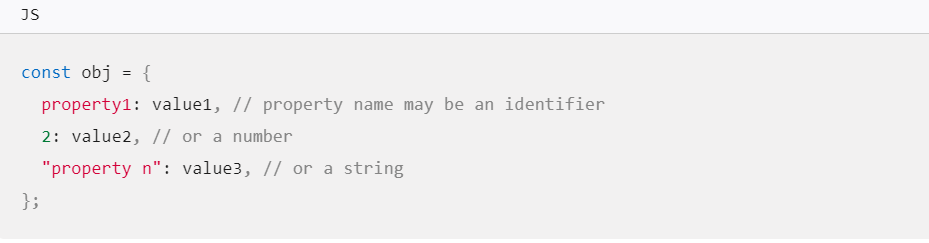 JS
const obj = {
  property1: value1, // property name may be an identifier
  2: value2, // or a number
  "property n": value3, // or a string
};